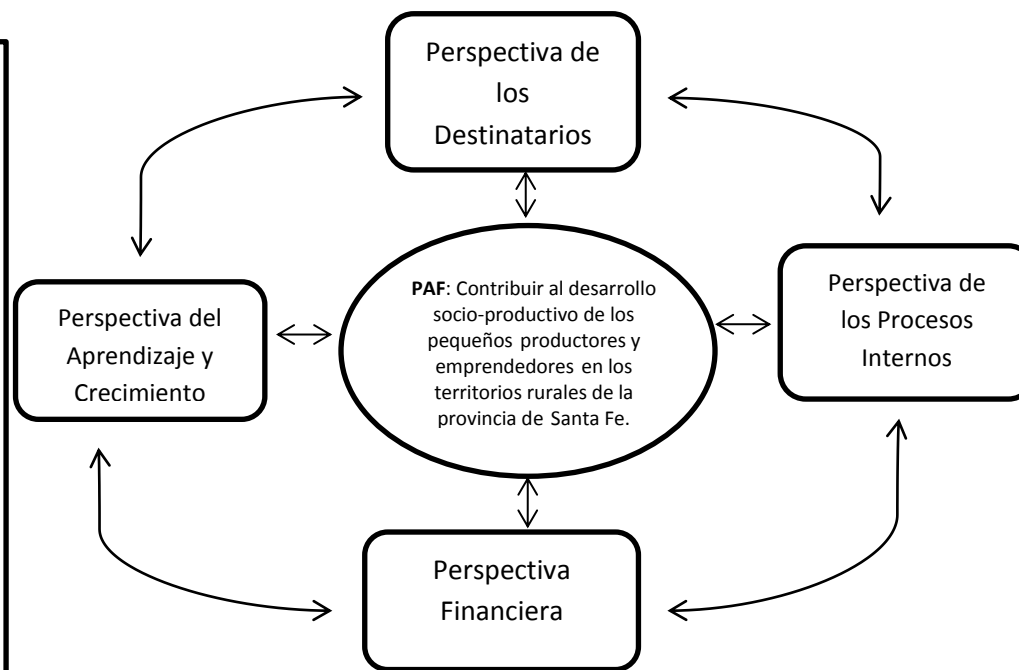 Perspectiva de
los
Destinatarios
Perspectiva del
Aprendizaje y
Crecimiento
PAF: Contribuir al desarrollo
socio-productivo de los
pequeños productores y
emprendedores en los
territorios rurales de la
provincia de Santa Fe.
Perspectiva de
los Procesos
Internos
Perspectiva
Financiera